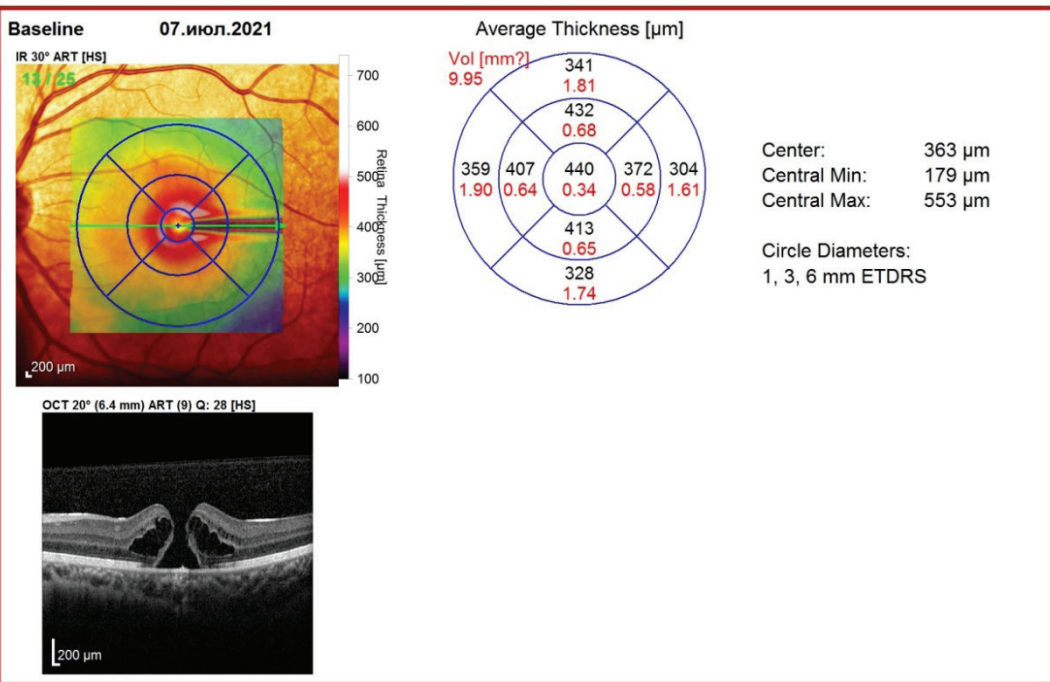 Baseline 07.июл.2021
IR 30° ART [HS]
13 / 25
200 µm
700
600
500
400
300
200
100
Retina Thickness [µm]
OCT 20° (6.4 mm) ART (9) Q: 28 [HS]
200 µm
Average Thickness [µm]
Vol [mm?]
9.95
341
1.81
432
0.68
359 407 440 372 304
1.90 0.64 0.34 0.58 1.61
413
0.65
328
1.74
Center: 363 µm
Central Min: 179 µm
Central Max: 553 µm
Circle Diameters:
1, 3, 6 mm ETDRS